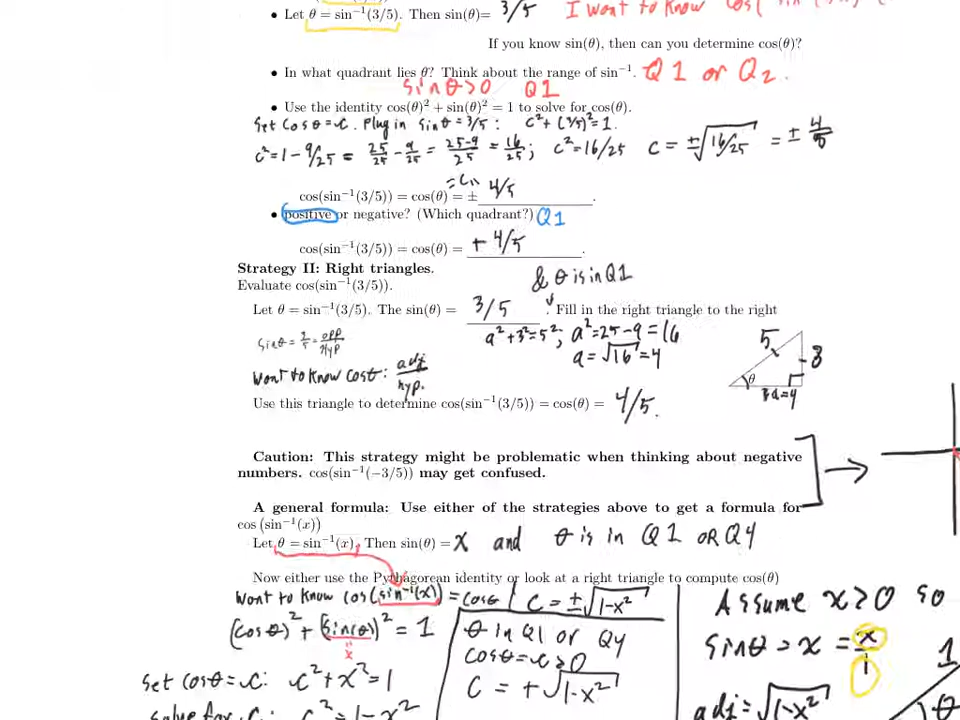 • Let θ = sin⁻¹(3/5). Then sin(θ)= 3/5 I want to know cos(
If you know sin(θ), then can you determine cos(θ)?
• In what quadrant lies θ? Think about the range of sin⁻¹. Q1 or Q2.
sinθ>0 Q1
• Use the identity cos(θ)² + sin(θ)² = 1 to solve for cos(θ).
Set cosθ=c. Plug in sinθ=3/5: c²+(3/5)²=1.
c²=1-9/25 = 25/25 - 9/25 = 25-9/25 = 16/25; c²=16/25 c=±√16/25 = ± 4/5
cos(sin⁻¹(3/5)) = cos(θ) = ± 4/5.
• positive or negative? (Which quadrant?) Q1
cos(sin⁻¹(3/5)) = cos(θ) = + 4/5.
Strategy II: Right triangles.
& θ is in Q1
Evaluate cos(sin⁻¹(3/5)).
Let θ = sin⁻¹(3/5). The sin(θ) = 3/5. Fill in the right triangle to the right
a²+3²=5²; a²=25-9=16
sinθ=3/5=opp/hyp
a=√16=4
5
3
θ
a=4
Want to know cosθ: adj/hyp.
Use this triangle to determine cos(sin⁻¹(3/5)) = cos(θ) = 4/5.
Caution: This strategy might be problematic when thinking about negative
numbers. cos(sin⁻¹(−3/5)) may get confused.
A general formula: Use either of the strategies above to get a formula for
cos (sin⁻¹(x))
Let θ = sin⁻¹(x). Then sin(θ) = x and θ is in Q1 OR Q4
Now either use the Pythagorean identity or look at a right triangle to compute cos(θ)
Want to know cos(sin⁻¹(x)) = cosθ
(cosθ)² + (sin(θ))² = 1
x
Set cosθ=c: c²+x²=1
Solve for c: c²=1-x²
c=±√1-x²
θ in Q1 or Q4
cosθ=c>0
c=+√1-x²
Assume x>0 so
sinθ=x=x/1
adj=√1-x²
1
θ